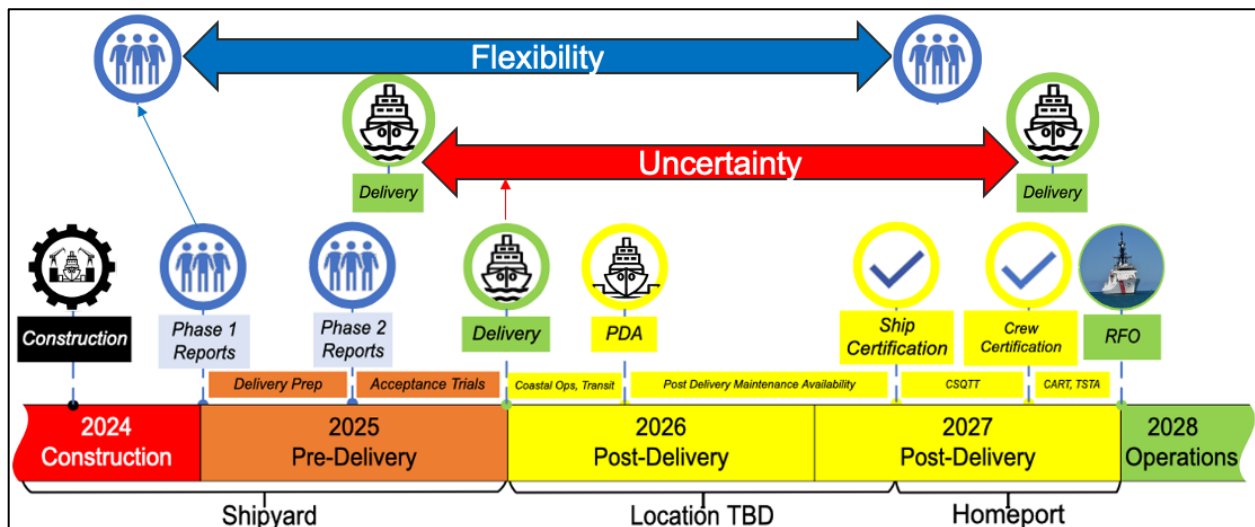 Flexibility
Uncertainty
Delivery
Delivery
Construction
Phase 1
Reports
Phase 2
Reports
Delivery
PDA
Ship
Certification
Crew
Certification
RFO
Delivery Prep
Acceptance Trials
Coastal Ops, Transit
Post Delivery Maintenance Availability
CSQTT
CART, TSTA
2024
Construction
2025
Pre-Delivery
2026
Post-Delivery
2027
Post-Delivery
2028
Operations
Shipyard
Location TBD
Homeport